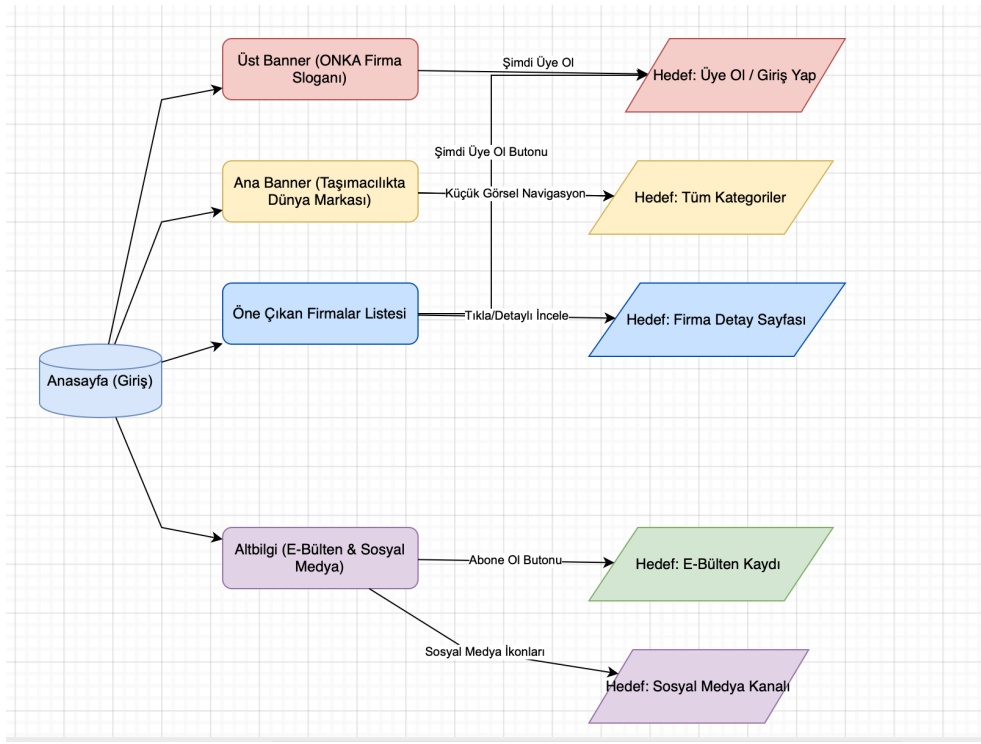 Üst Banner (ONKA Firma
Sloganı)
Şimdi Üye Ol
Hedef: Üye Ol / Giriş Yap
Şimdi Üye Ol Butonu
Ana Banner (Taşımacılıkta
Dünya Markası)
Küçük Görsel Navigasyon
Hedef: Tüm Kategoriler
Öne Çıkan Firmalar Listesi
Tıkla/Detaylı İncele
Hedef: Firma Detay Sayfası
Anasayfa (Giriş)
Altbilgi (E-Bülten & Sosyal
Medya)
Abone Ol Butonu
Hedef: E-Bülten Kaydı
Sosyal Medya İkonları
Hedef: Sosyal Medya Kanalı